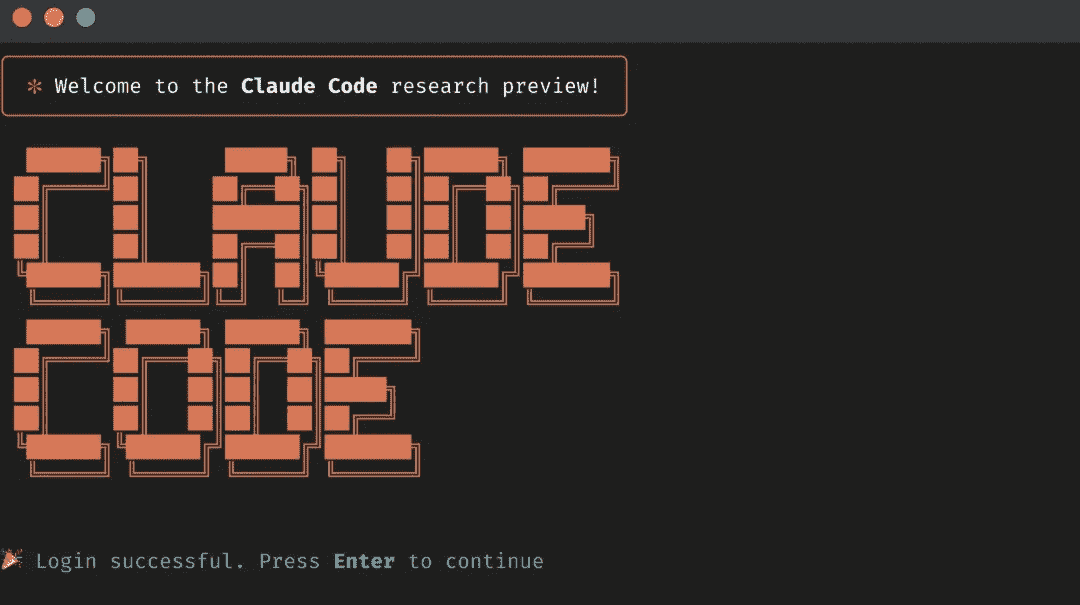 ✻ Welcome to the Claude Code research preview!
CLAUDE
CODE
🎉 Login successful. Press Enter to continue